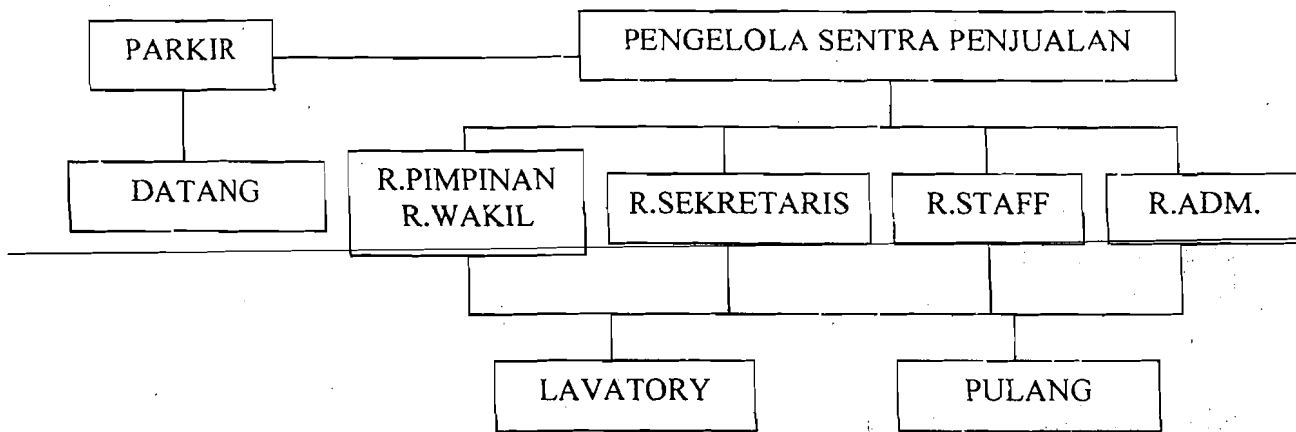 PARKIR
PENGELOLA SENTRA PENJUALAN
DATANG
R.PIMPINAN
R.WAKIL
R.SEKRETARIS
R.STAFF
R.ADM.
LAVATORY
PULANG